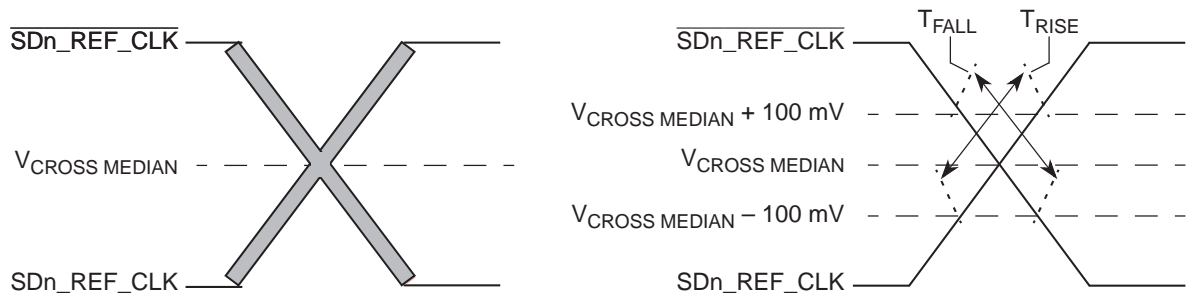 SDn_REF_CLK
VCROSS MEDIAN
SDn_REF_CLK
TFALL TRISE
SDn_REF_CLK
VCROSS MEDIAN + 100 mV
VCROSS MEDIAN
VCROSS MEDIAN – 100 mV
SDn_REF_CLK